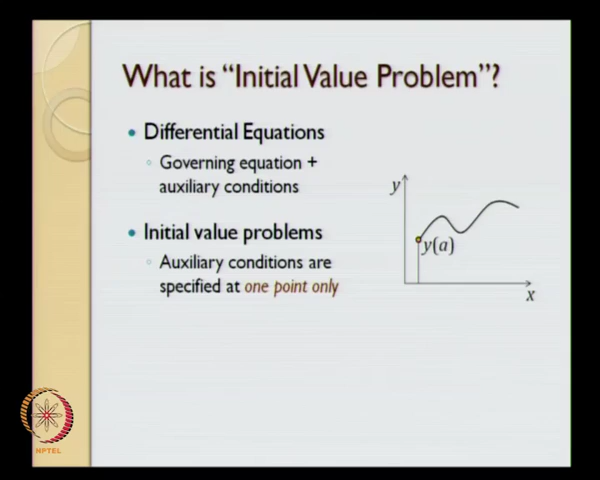 What is "Initial Value Problem"?
• Differential Equations
◦ Governing equation +
auxiliary conditions
• Initial value problems
◦ Auxiliary conditions are
specified at one point only
y
y(a)
x
NPTEL